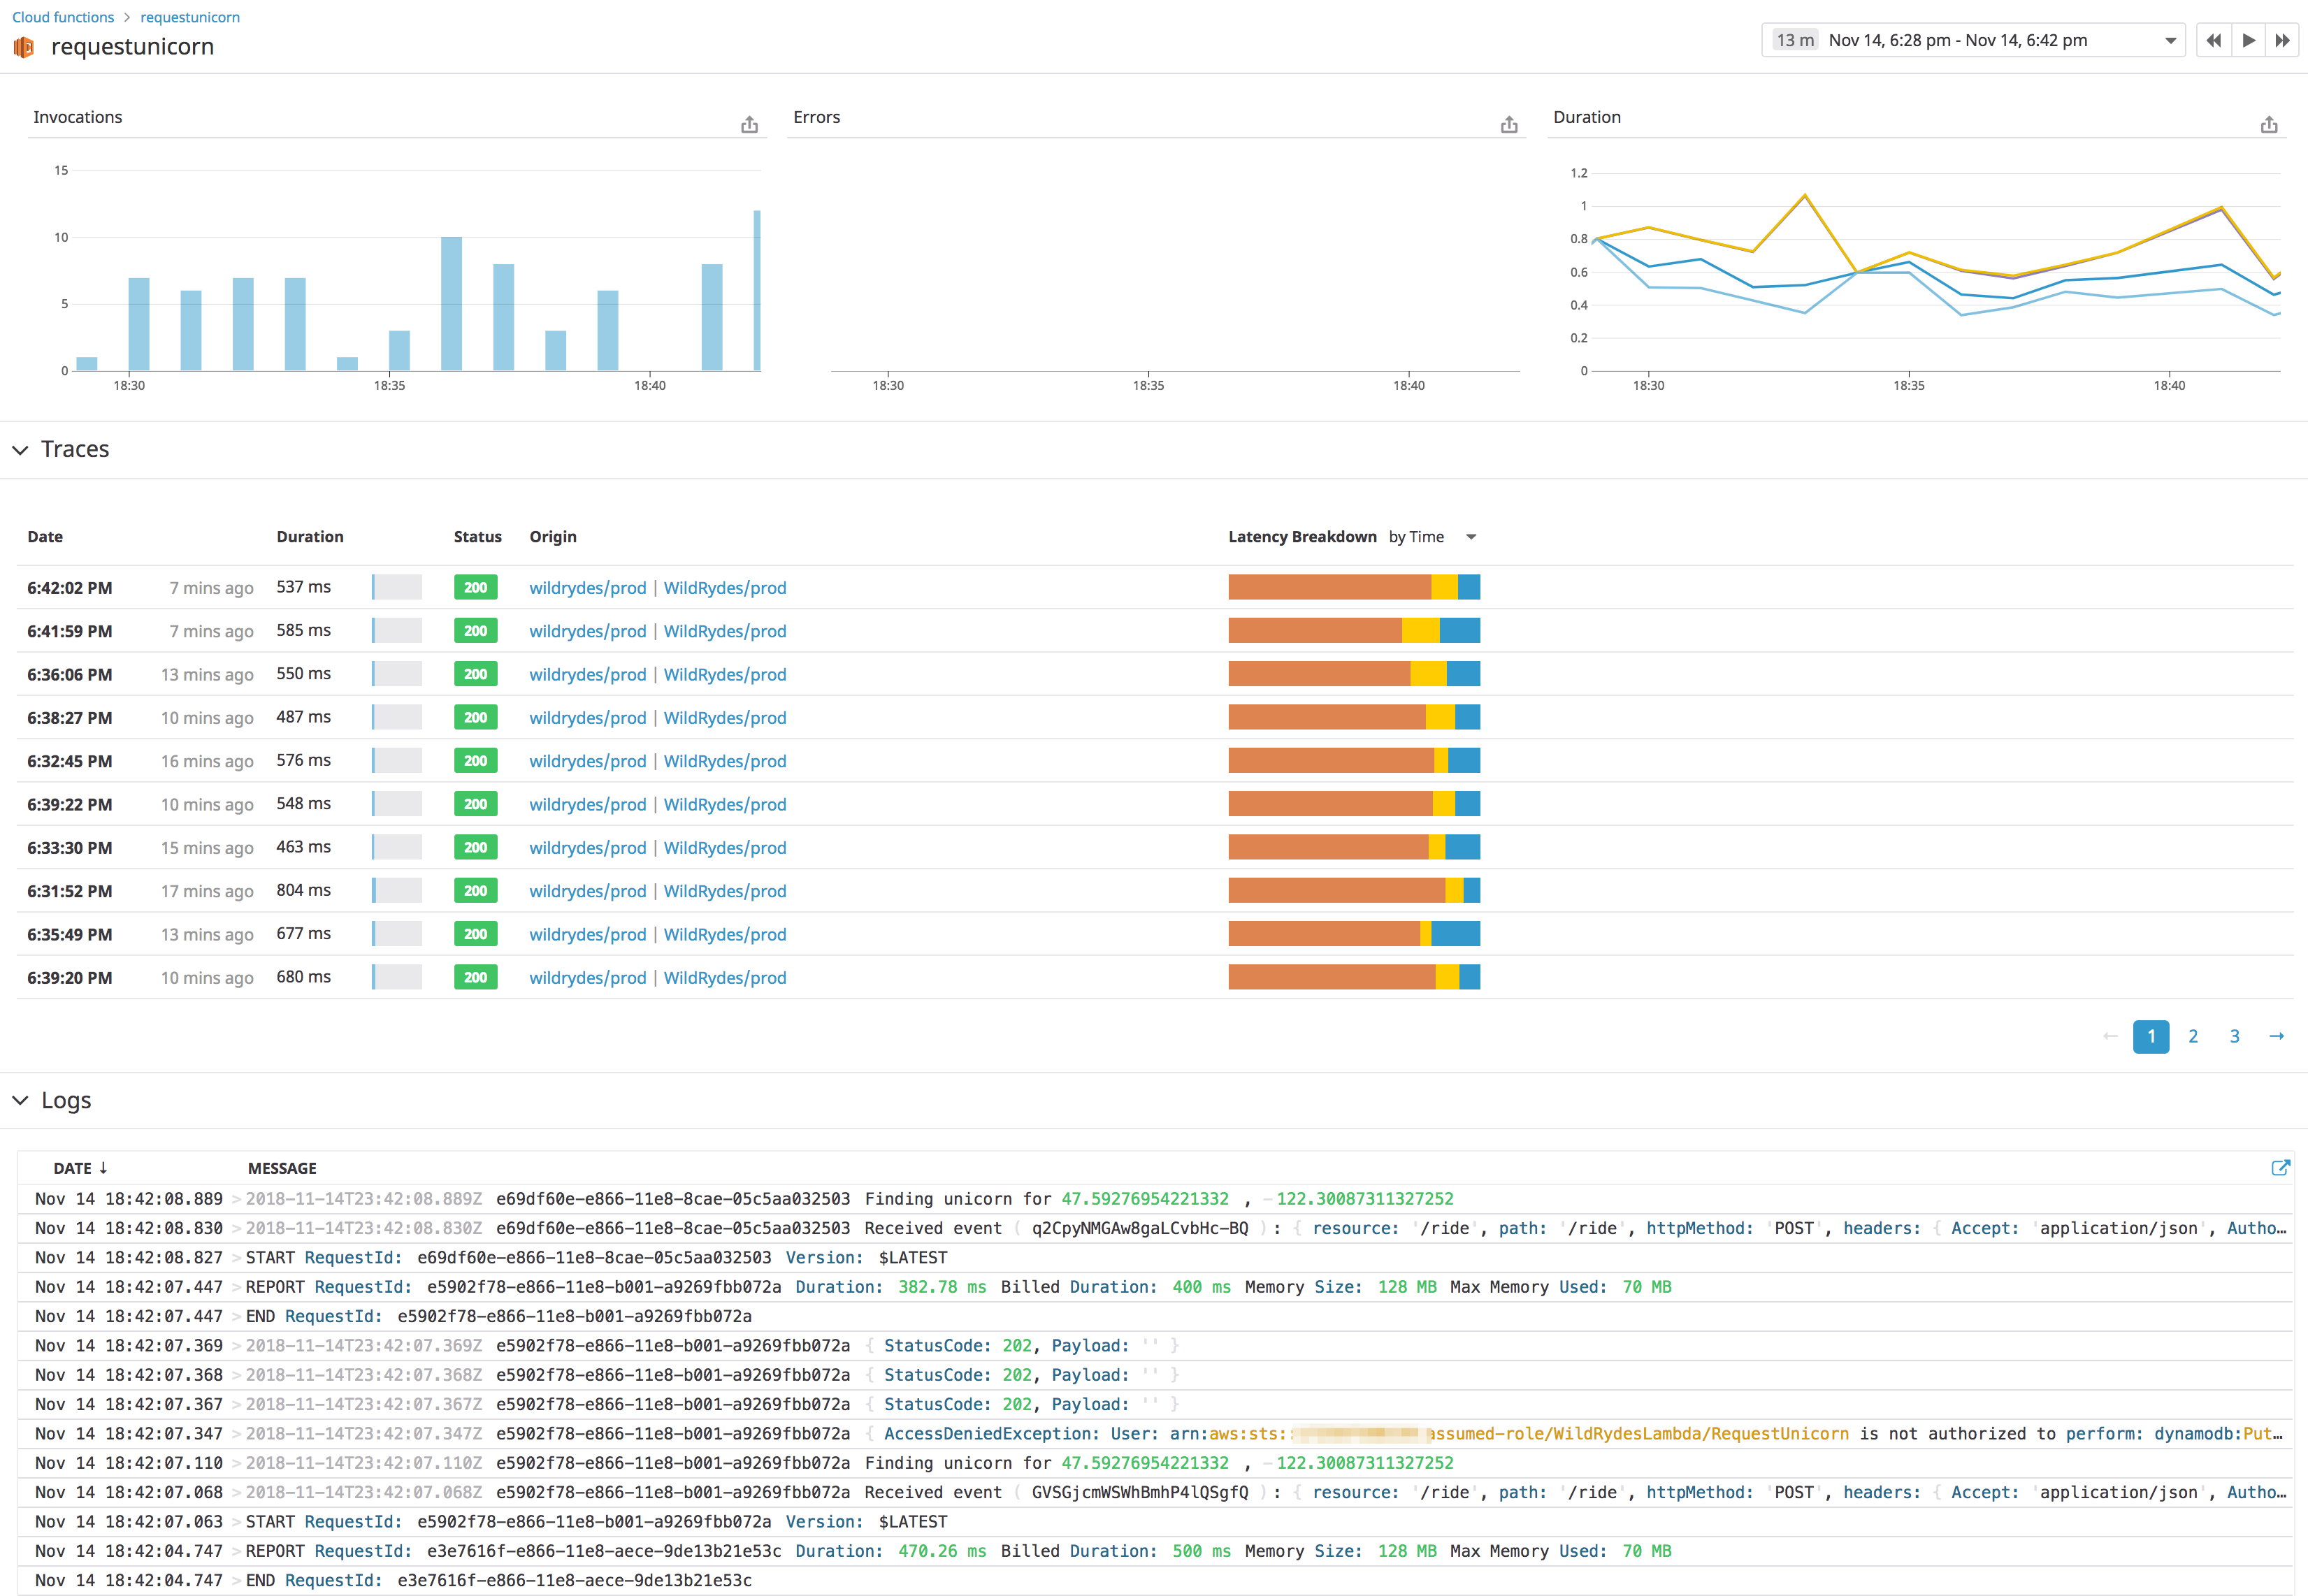 Cloud functions > requestunicorn
requestunicorn
13 m Nov 14, 6:28 pm - Nov 14, 6:42 pm
Invocations
15
10
5
0
18:30 18:35 18:40
Errors
18:30 18:35 18:40
Duration
1.2
1
0.8
0.6
0.4
0.2
0
18:30 18:35 18:40
Traces
Date Duration Status Origin Latency Breakdown by Time
6:42:02 PM 7 mins ago 537 ms 200 wildrydes/prod | WildRydes/prod
6:41:59 PM 7 mins ago 585 ms 200 wildrydes/prod | WildRydes/prod
6:36:06 PM 13 mins ago 550 ms 200 wildrydes/prod | WildRydes/prod
6:38:27 PM 10 mins ago 487 ms 200 wildrydes/prod | WildRydes/prod
6:32:45 PM 16 mins ago 576 ms 200 wildrydes/prod | WildRydes/prod
6:39:22 PM 10 mins ago 548 ms 200 wildrydes/prod | WildRydes/prod
6:33:30 PM 15 mins ago 463 ms 200 wildrydes/prod | WildRydes/prod
6:31:52 PM 17 mins ago 804 ms 200 wildrydes/prod | WildRydes/prod
6:35:49 PM 13 mins ago 677 ms 200 wildrydes/prod | WildRydes/prod
6:39:20 PM 10 mins ago 680 ms 200 wildrydes/prod | WildRydes/prod
← 1 2 3 →
Logs
DATE ↓ MESSAGE
Nov 14 18:42:08.889 > 2018-11-14T23:42:08.889Z e69df60e-e866-11e8-8cae-05c5aa032503 Finding unicorn for 47.59276954221332 , -122.30087311327252
Nov 14 18:42:08.830 > 2018-11-14T23:42:08.830Z e69df60e-e866-11e8-8cae-05c5aa032503 Received event ( q2CpyNMGAw8gaLCvbHc-BQ ): { resource: '/ride', path: '/ride', httpMethod: 'POST', headers: { Accept: 'application/json', Autho...
Nov 14 18:42:08.827 > START RequestId: e69df60e-e866-11e8-8cae-05c5aa032503 Version: $LATEST
Nov 14 18:42:07.447 > REPORT RequestId: e5902f78-e866-11e8-b001-a9269fbb072a Duration: 382.78 ms Billed Duration: 400 ms Memory Size: 128 MB Max Memory Used: 70 MB
Nov 14 18:42:07.447 > END RequestId: e5902f78-e866-11e8-b001-a9269fbb072a
Nov 14 18:42:07.369 > 2018-11-14T23:42:07.369Z e5902f78-e866-11e8-b001-a9269fbb072a { StatusCode: 202, Payload: '' }
Nov 14 18:42:07.368 > 2018-11-14T23:42:07.368Z e5902f78-e866-11e8-b001-a9269fbb072a { StatusCode: 202, Payload: '' }
Nov 14 18:42:07.367 > 2018-11-14T23:42:07.367Z e5902f78-e866-11e8-b001-a9269fbb072a { StatusCode: 202, Payload: '' }
Nov 14 18:42:07.347 > 2018-11-14T23:42:07.347Z e5902f78-e866-11e8-b001-a9269fbb072a { AccessDeniedException: User: arn:aws:sts:: assumed-role/WildRydesLambda/RequestUnicorn is not authorized to perform: dynamodb:Put...
Nov 14 18:42:07.110 > 2018-11-14T23:42:07.110Z e5902f78-e866-11e8-b001-a9269fbb072a Finding unicorn for 47.59276954221332 , -122.30087311327252
Nov 14 18:42:07.068 > 2018-11-14T23:42:07.068Z e5902f78-e866-11e8-b001-a9269fbb072a Received event ( GVSGjcmWSWhBmhP4lQSgfQ ): { resource: '/ride', path: '/ride', httpMethod: 'POST', headers: { Accept: 'application/json', Autho...
Nov 14 18:42:07.063 > START RequestId: e5902f78-e866-11e8-b001-a9269fbb072a Version: $LATEST
Nov 14 18:42:04.747 > REPORT RequestId: e3e7616f-e866-11e8-aece-9de13b21e53c Duration: 470.26 ms Billed Duration: 500 ms Memory Size: 128 MB Max Memory Used: 70 MB
Nov 14 18:42:04.747 > END RequestId: e3e7616f-e866-11e8-aece-9de13b21e53c